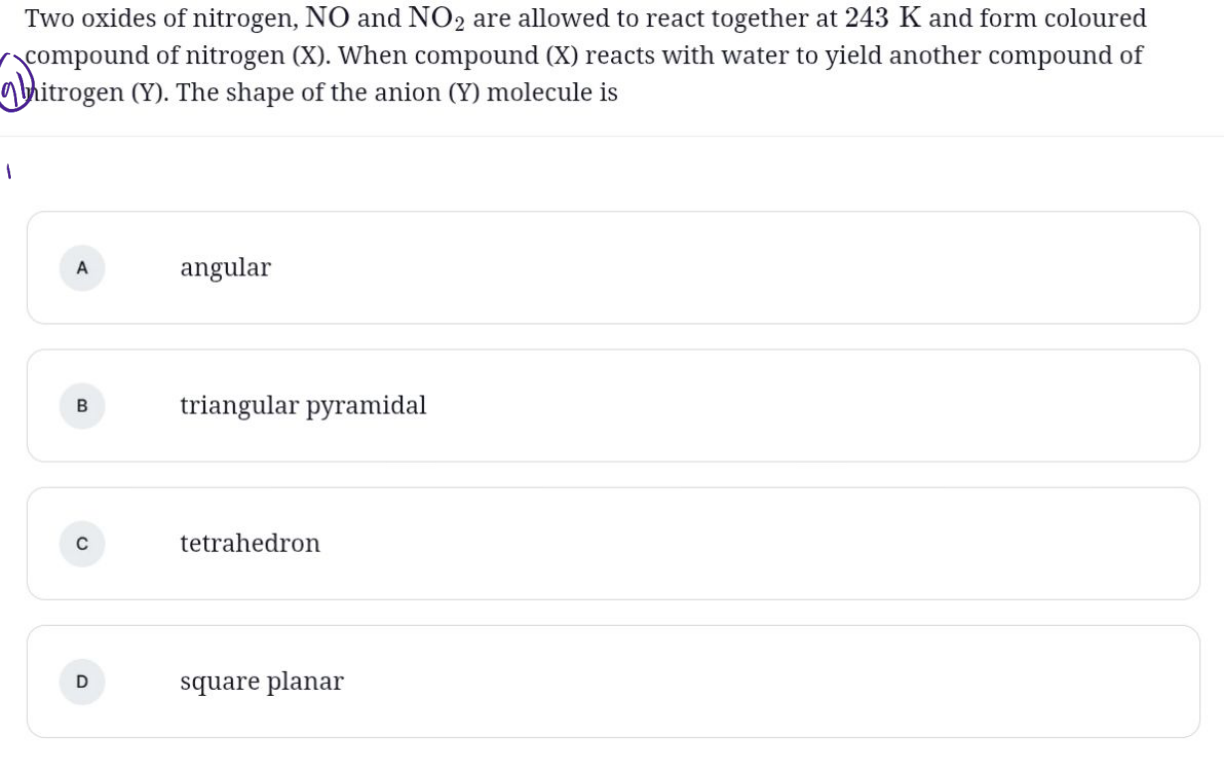 Two oxides of nitrogen, NO and NO₂ are allowed to react together at 243 K and form coloured
compound of nitrogen (X). When compound (X) reacts with water to yield another compound of
nitrogen (Y). The shape of the anion (Y) molecule is
A angular
B triangular pyramidal
C tetrahedron
D square planar